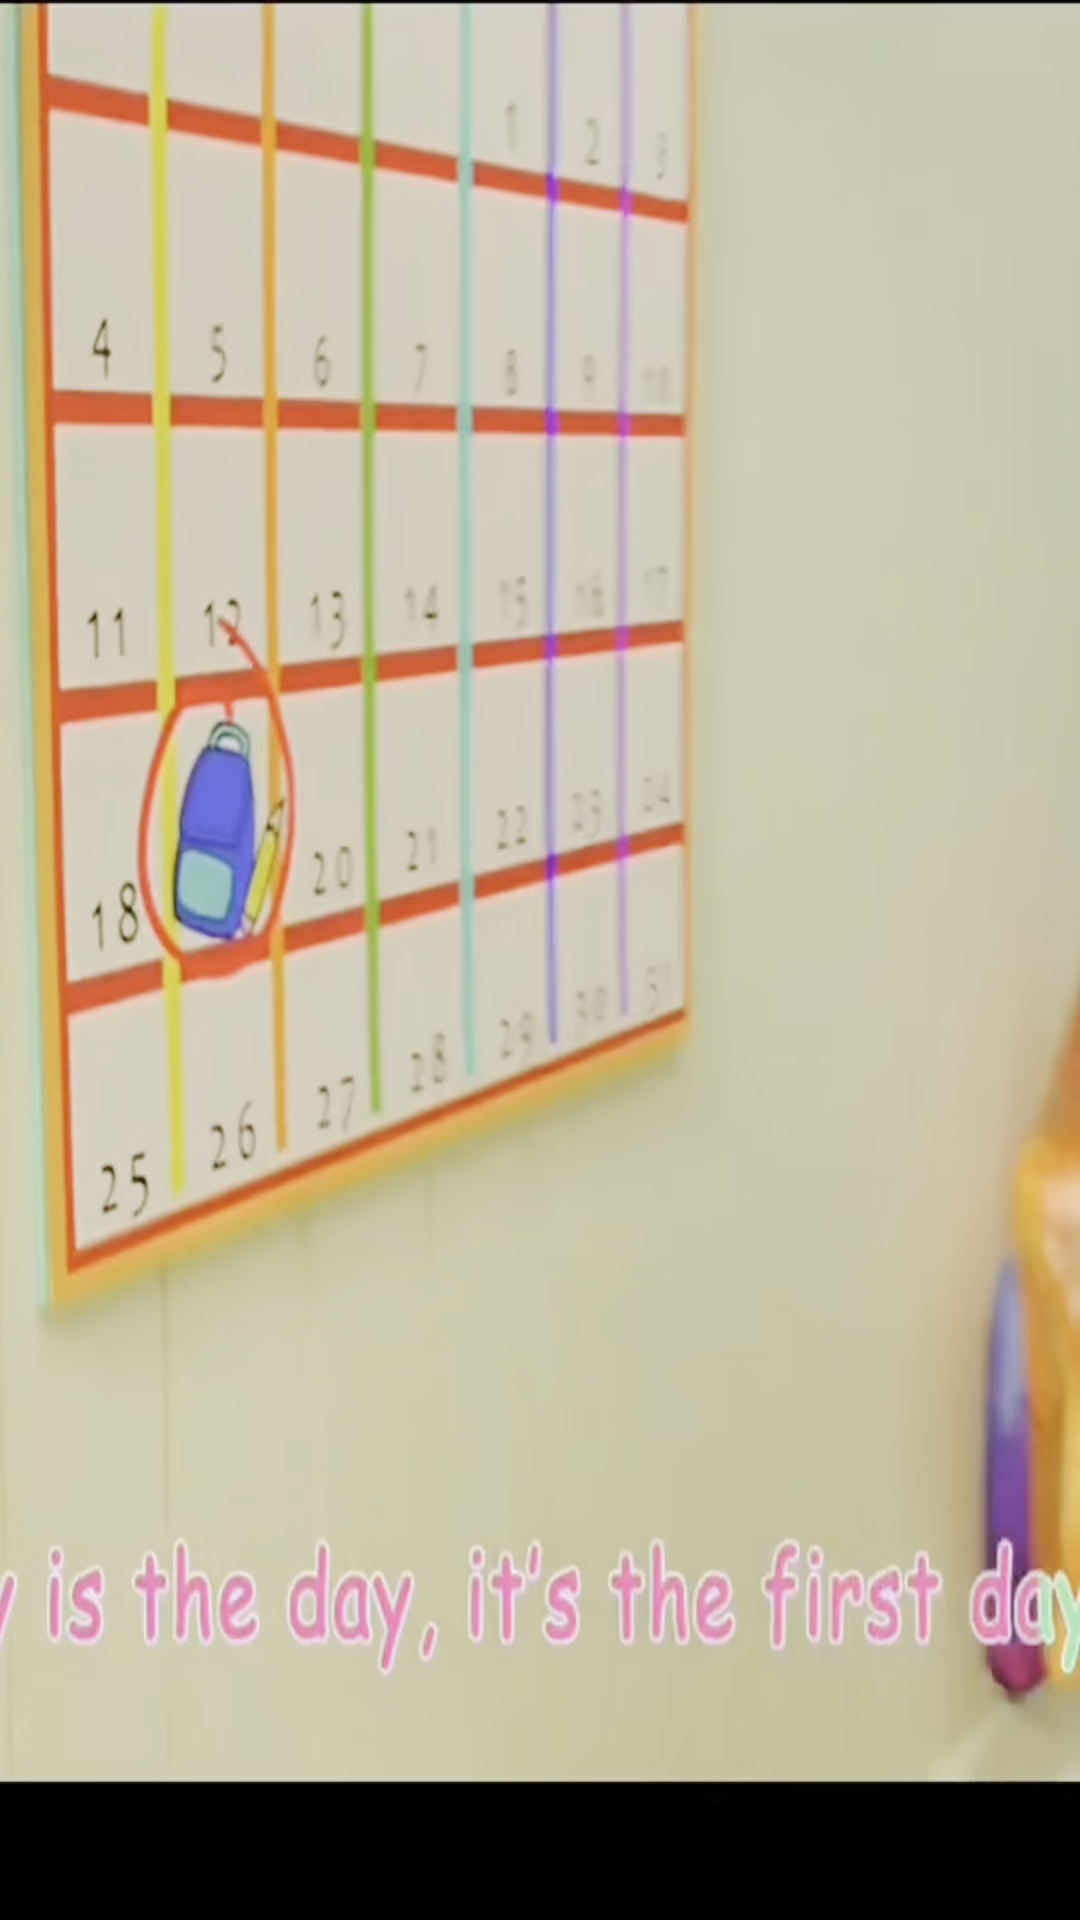 1 2 3
4 5 6 7 8 9 10
11 12 13 14 15 16 17
18 20 21 22 23 24
25 26 27 28 29 30 31
is the day, it's the first day